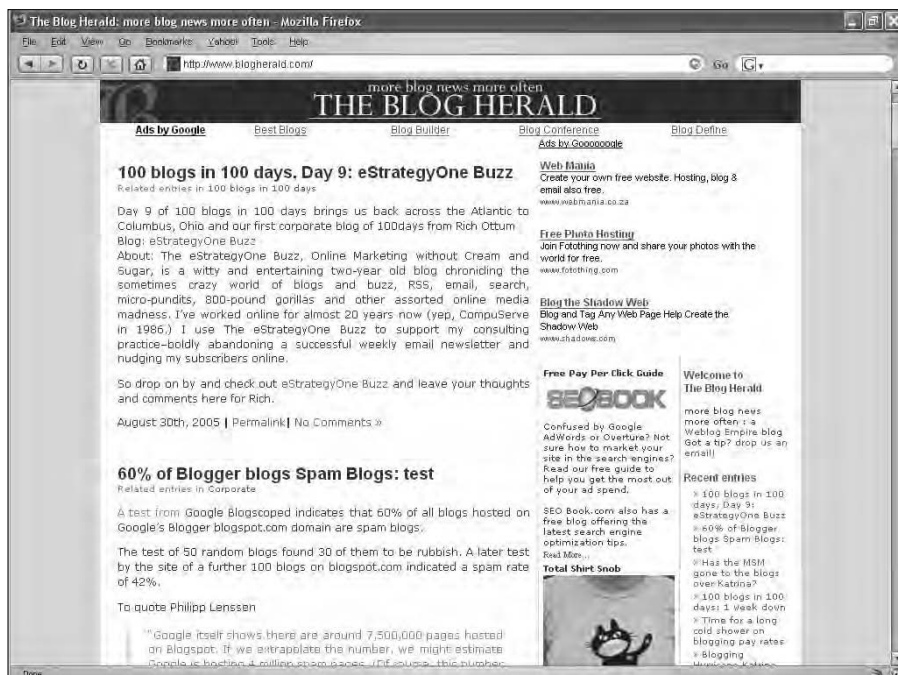 The Blog Herald: more blog news more often - Mozilla Firefox
File Edit View Go Bookmarks Yahoo! Tools Help
http://www.blogherald.com/
Go
G
more blog news more often
THE BLOG HERALD
Ads by Google Best Blogs Blog Builder Blog Conference Blog Define
100 blogs in 100 days, Day 9: eStrategyOne Buzz
Related entries in 100 blogs in 100 days
Day 9 of 100 blogs in 100 days brings us back across the Atlantic to
Columbus, Ohio and our first corporate blog of 100days from Rich Ottum
Blog: eStrategyOne Buzz
About: The eStrategyOne Buzz, Online Marketing without Cream and
Sugar, is a witty and entertaining two-year old blog chronicling the
sometimes crazy world of blogs and buzz, RSS, email, search,
micro-pundits, 800-pound gorillas and other assorted online media
madness. I've worked online for almost 20 years now (yep, CompuServe
in 1986.) I use The eStrategyOne Buzz to support my consulting
practice–boldly abandoning a successful weekly email newsletter and
nudging my subscribers online.
So drop on by and check out eStrategyOne Buzz and leave your thoughts
and comments here for Rich.
August 30th, 2005 | Permalink| No Comments »
60% of Blogger blogs Spam Blogs: test
Related entries in Corporate
A test from Google Blogscoped indicates that 60% of all blogs hosted on
Google's Blogger blogspot.com domain are spam blogs.
The test of 50 random blogs found 30 of them to be rubbish. A later test
by the site of a further 100 blogs on blogspot.com indicated a spam rate
of 42%.
To quote Philipp Lenssen
"Google itself shows there are around 7,500,000 pages hosted
on Blogspot. If we extrapolate the number, we might estimate
Google is hosting 4 million spam pages. (Of course, this number
Ads by Goooooogle
Web Mania
Create your own free website. Hosting, blog &
email also free.
www.webmania.co.za
Free Photo Hosting
Join Fotothing now and share your photos with the
world for free.
www.fotothing.com
Blog the Shadow Web
Blog and Tag Any Web Page Help Create the
Shadow Web
www.shadows.com
Free Pay Per Click Guide
SEOBOOK
Confused by Google
AdWords or Overture? Not
sure how to market your
site in the search engines?
Read our free guide to
help you get the most out
of your ad spend.
SEO Book.com also has a
free blog offering the
latest search engine
optimization tips.
Read More...
Total Shirt Snob
Welcome to
The Blog Herald
more blog news
more often : a
Weblog Empire blog
Got a tip? drop us an
email!
Recent entries
» 100 blogs in 100
days, Day 9:
eStrategyOne Buzz
» 60% of Blogger
blogs Spam Blogs:
test
» Has the MSM
gone to the blogs
over Katrina?
» 100 blogs in 100
days: 1 week down
» Time for a long
cold shower on
blogging pay rates
» Blogging
Hurricane Katrina
Done